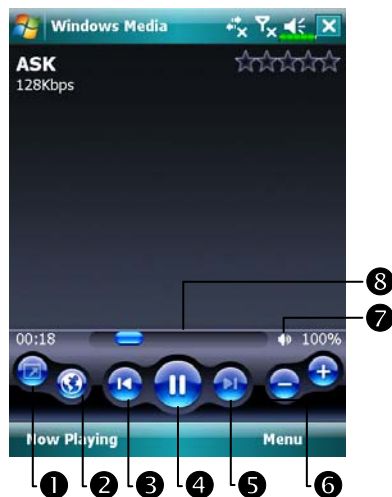 Windows Media
ASK
128Kbps
8
7
00:18 100%
Now Playing Menu
1 2 3 4 5 6